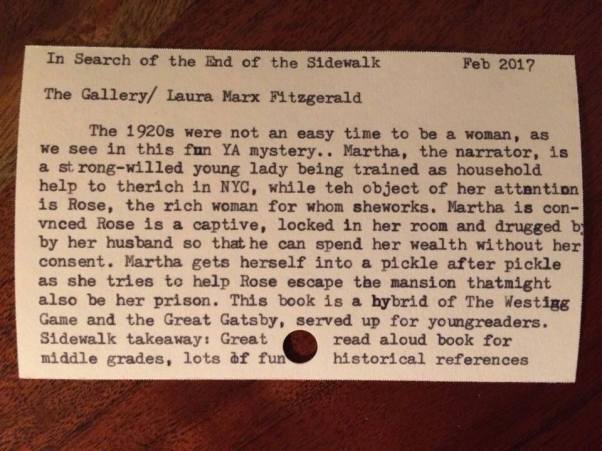 In Search of the End of the Sidewalk Feb 2017
The Gallery/ Laura Marx Fitzgerald
The 1920s were not an easy time to be a woman, as
we see in this fun YA mystery.. Martha, the narrator, is
a st rong-willed young lady being trained as household
help to therich in NYC, while teh object of her attention
is Rose, the rich woman for whom sheworks. Martha is con-
vnced Rose is a captive, locked in her room and drugged by
by her husband so that he can spend her wealth without her
consent. Martha gets herself into a pickle after pickle
as she tries to help Rose escape the mansion thatmight
also be her prison. This book is a hybrid of The Westing
Game and the Great Gatsby, served up for youngreaders.
Sidewalk takeaway: Great read aloud book for
middle grades, lots of fun historical references